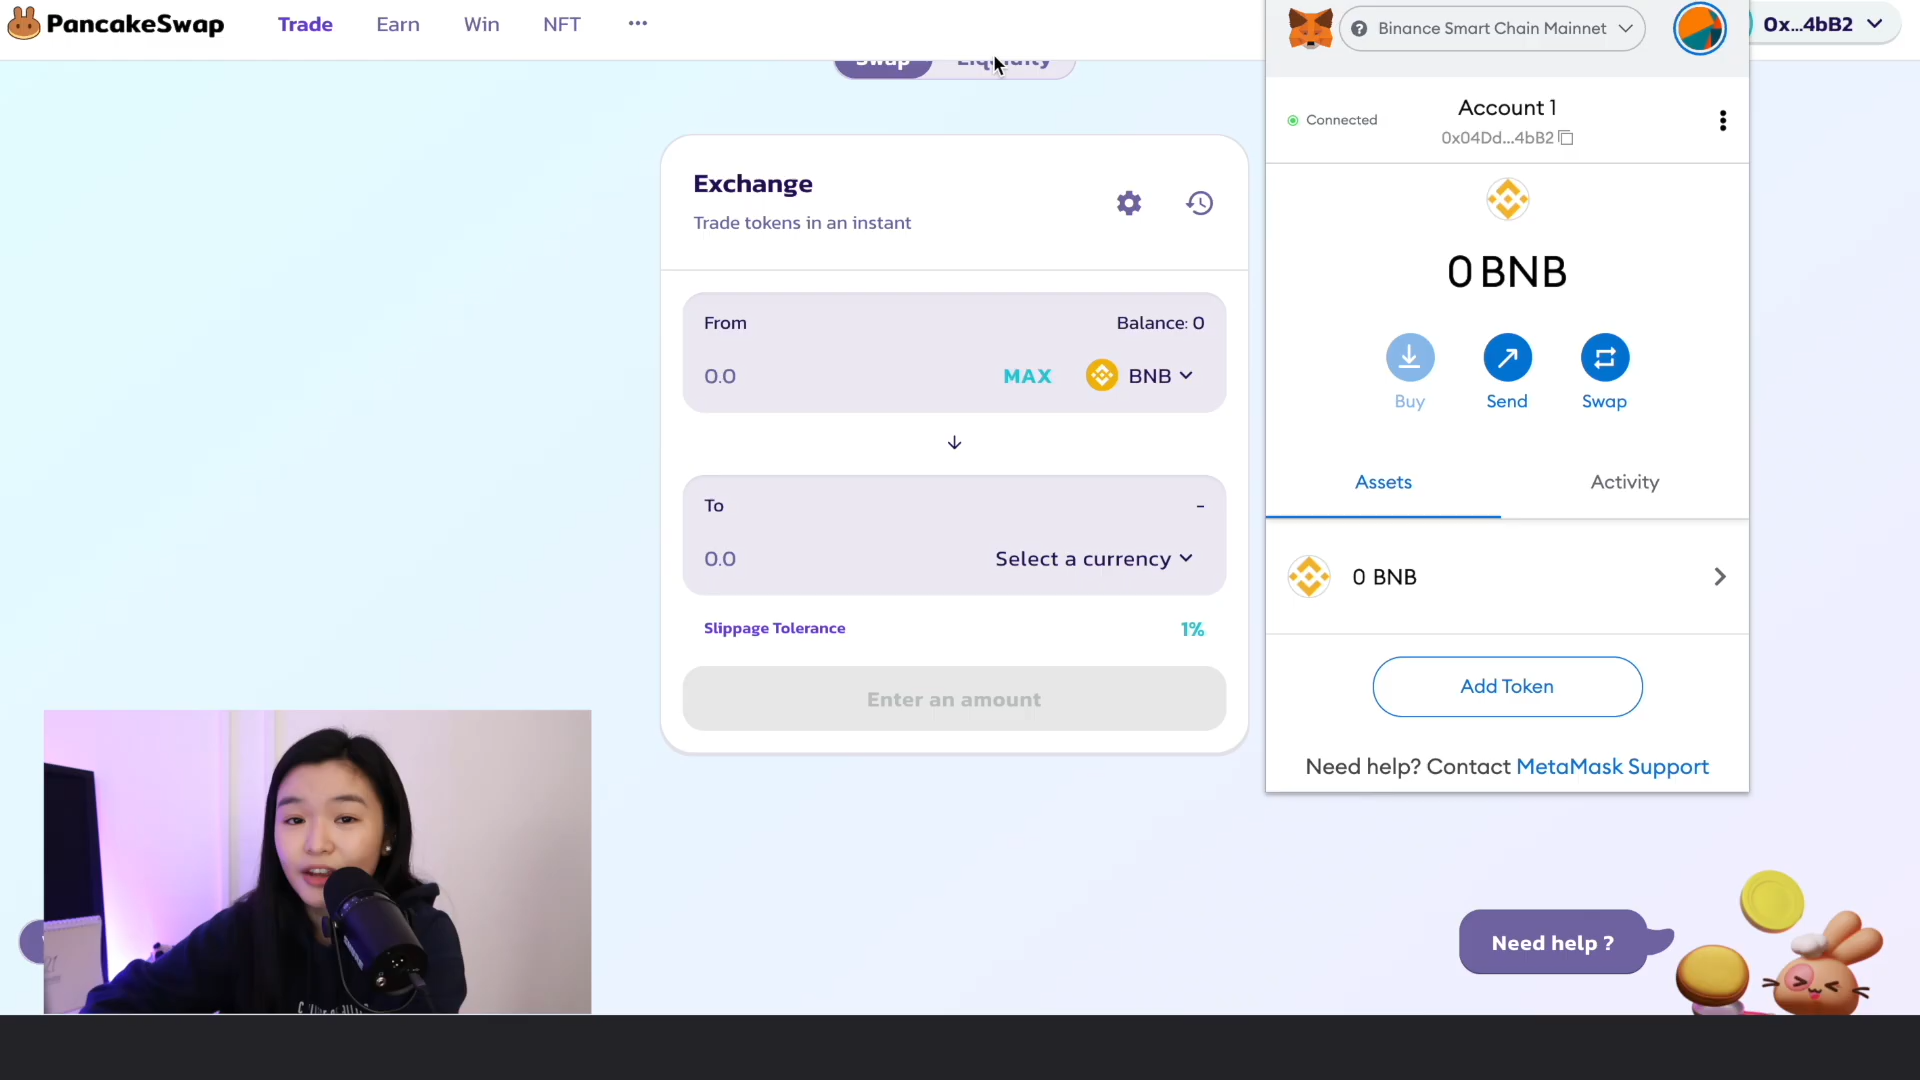 PancakeSwap
Trade
Earn
Win
NFT
Swap
Liquidity
Exchange
Trade tokens in an instant
From
Balance: 0
0.0
MAX
BNB
To
-
0.0
Select a currency
Slippage Tolerance
1%
Enter an amount
Binance Smart Chain Mainnet
0x...4bB2
Connected
Account 1
0x04Dd...4bB2
0 BNB
Buy
Send
Swap
Assets
Activity
0 BNB
Add Token
Need help? Contact MetaMask Support
Need help ?